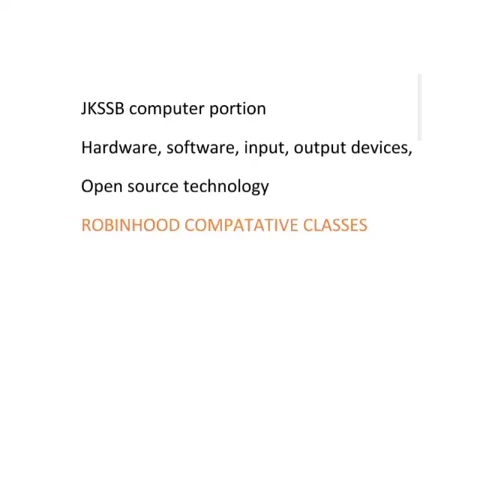 JKSSB computer portion
Hardware, software, input, output devices,
Open source technology
ROBINHOOD COMPATATIVE CLASSES